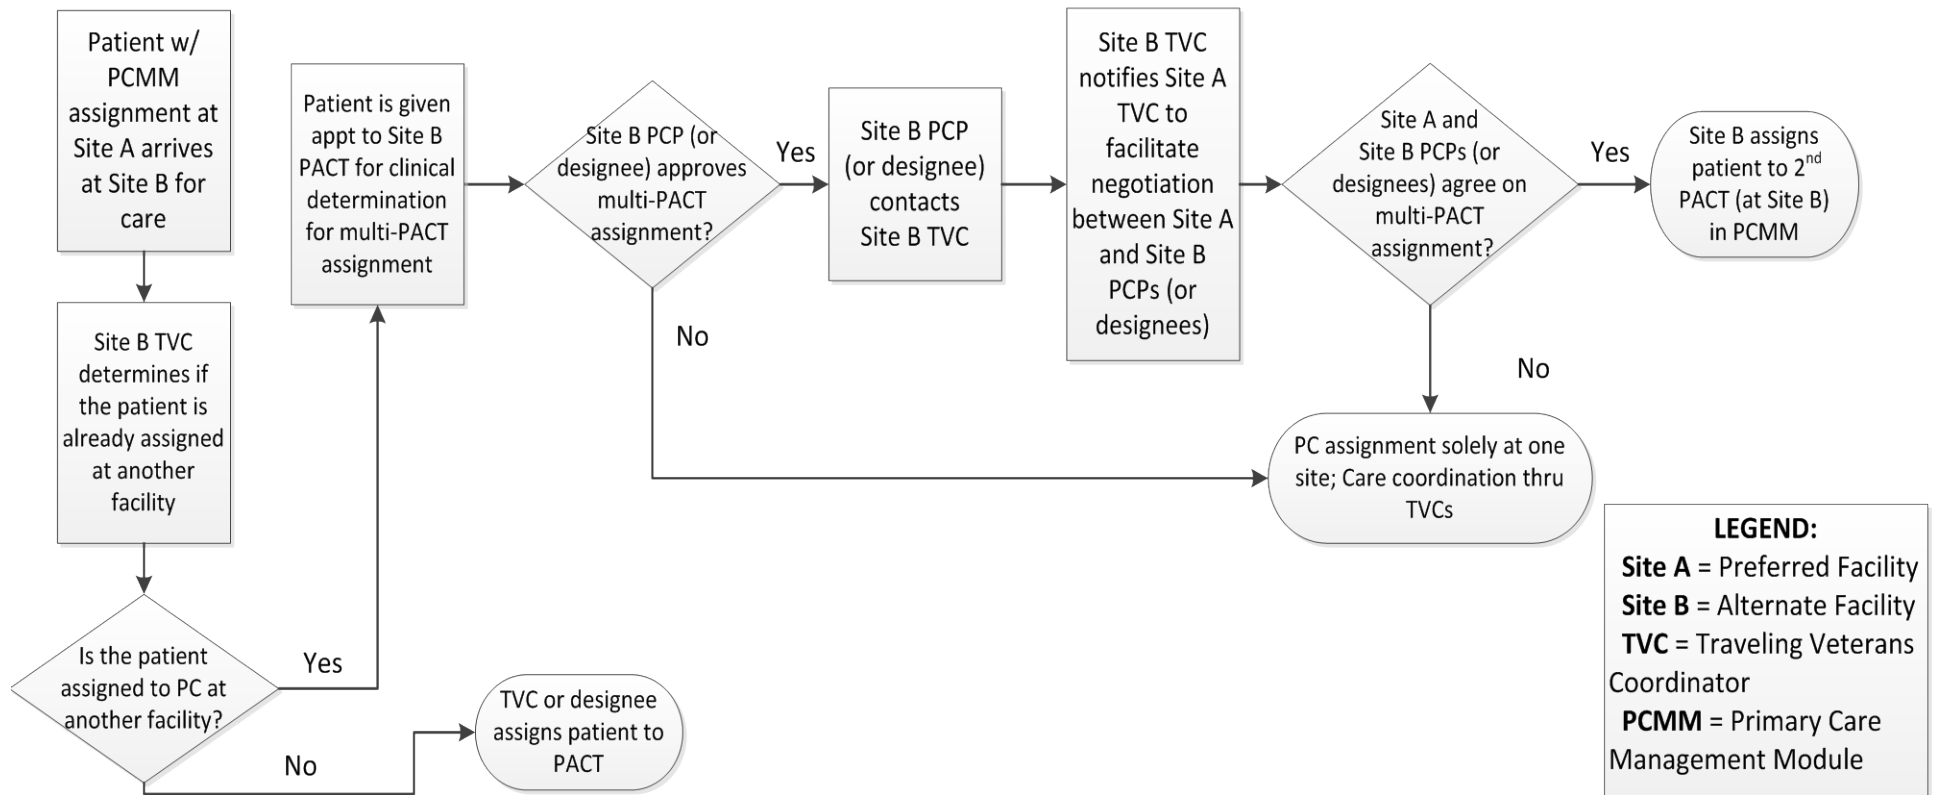 Patient w/
PCMM
assignment at
Site A arrives
at Site B for
care
Site B TVC
determines if
the patient is
already assigned
at another
facility
Is the patient
assigned to PC at
another facility?
Yes
No
TVC or designee
assigns patient to
PACT
Patient is given
appt to Site B
PACT for clinical
determination
for multi-PACT
assignment
Site B PCP (or
designee) approves
multi-PACT
assignment?
Yes
No
Site B PCP
(or designee)
contacts
Site B TVC
Site B TVC
notifies Site A
TVC to
facilitate
negotiation
between Site A
and Site B
PCPs (or
designees)
Site A and
Site B PCPs (or
designees) agree on
multi-PACT
assignment?
Yes
No
Site B assigns
patient to 2nd
PACT (at Site B)
in PCMM
PC assignment solely at one
site; Care coordination thru
TVCs
LEGEND:
Site A = Preferred Facility
Site B = Alternate Facility
TVC = Traveling Veterans
Coordinator
PCMM = Primary Care
Management Module